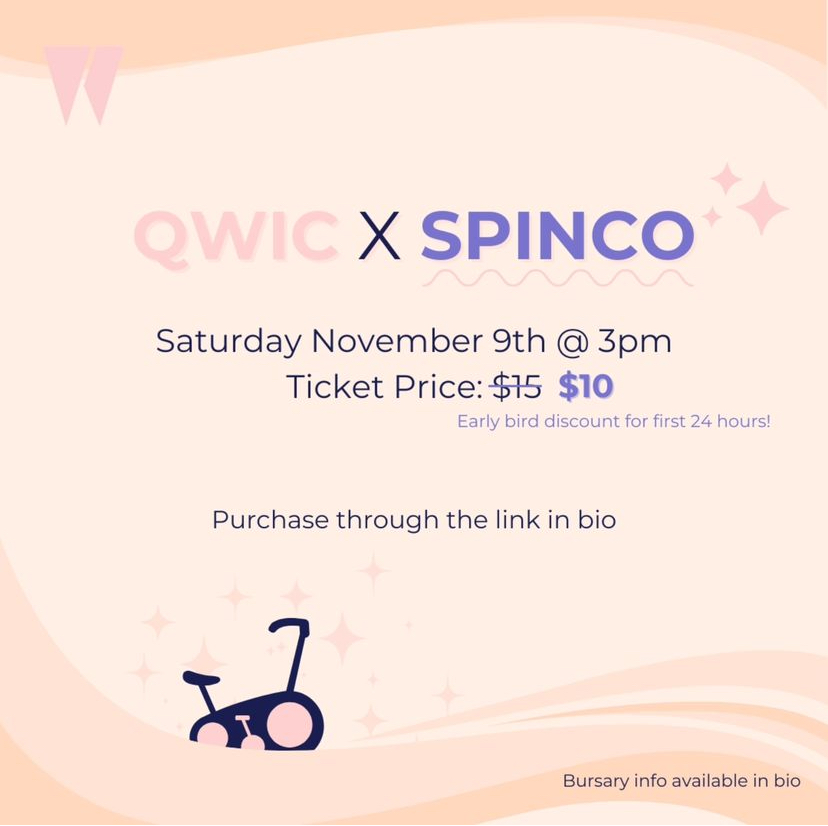 QWIC X SPINCO
Saturday November 9th @ 3pm
Ticket Price: $15 $10
Early bird discount for first 24 hours!
Purchase through the link in bio
Bursary info available in bio